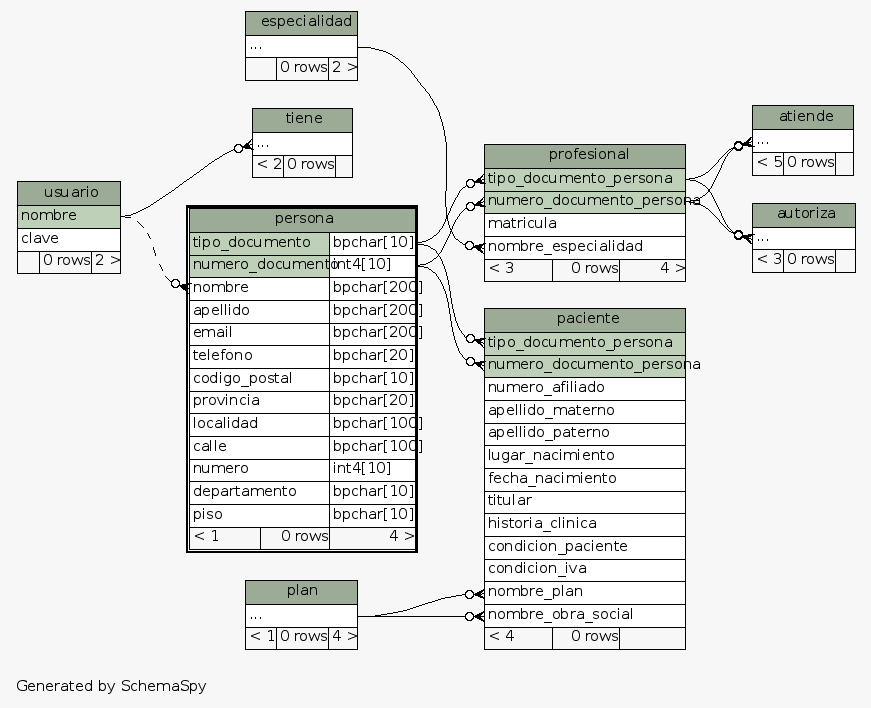 especialidad
...
0 rows 2 >
tiene
...
< 2 0 rows
usuario
nombre
clave
0 rows 2 >
persona
tipo_documento bpchar[10]
numero_documento int4[10]
nombre bpchar[200]
apellido bpchar[200]
email bpchar[200]
telefono bpchar[20]
codigo_postal bpchar[10]
provincia bpchar[20]
localidad bpchar[100]
calle bpchar[100]
numero int4[10]
departamento bpchar[10]
piso bpchar[10]
< 1 0 rows 4 >
plan
...
< 1 0 rows 4 >
profesional
tipo_documento_persona
numero_documento_persona
matricula
nombre_especialidad
< 3 0 rows 4 >
paciente
tipo_documento_persona
numero_documento_persona
numero_afiliado
apellido_materno
apellido_paterno
lugar_nacimiento
fecha_nacimiento
titular
historia_clinica
condicion_paciente
condicion_iva
nombre_plan
nombre_obra_social
< 4 0 rows
atiende
...
< 5 0 rows
autoriza
...
< 3 0 rows
Generated by SchemaSpy